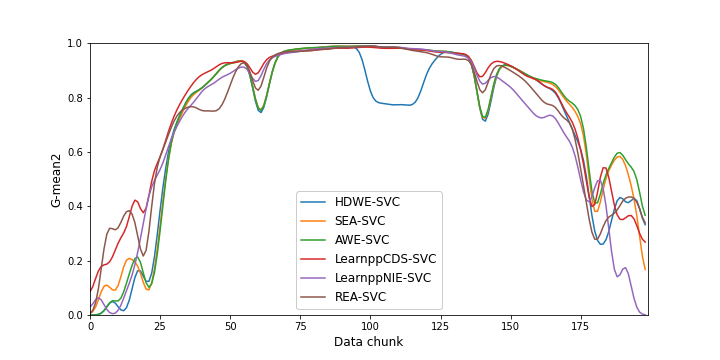 1.0
0.8
0.6
0.4
0.2
0.0
G-mean2
0 25 50 75 100 125 150 175
Data chunk
HDWE-SVC
SEA-SVC
AWE-SVC
LearnppCDS-SVC
LearnppNIE-SVC
REA-SVC